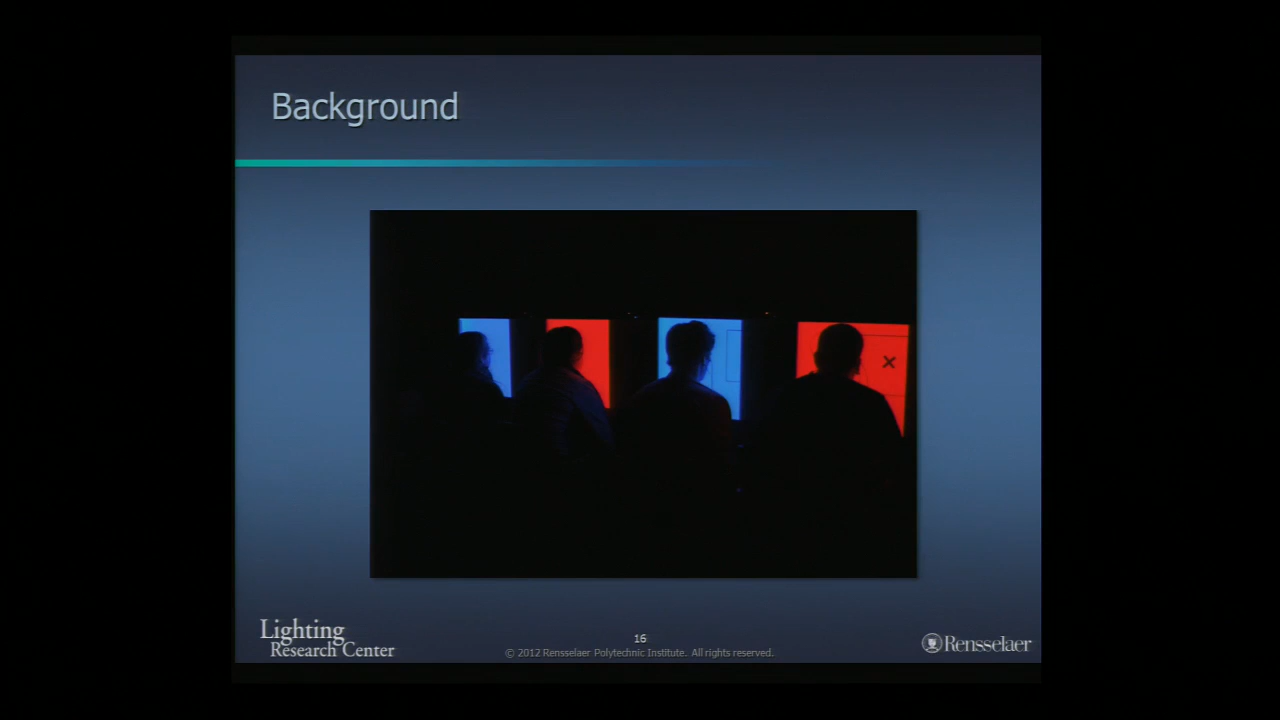 Background
X
Lighting
Research Center
16
© 2012 Rensselaer Polytechnic Institute. All rights reserved.
Rensselaer